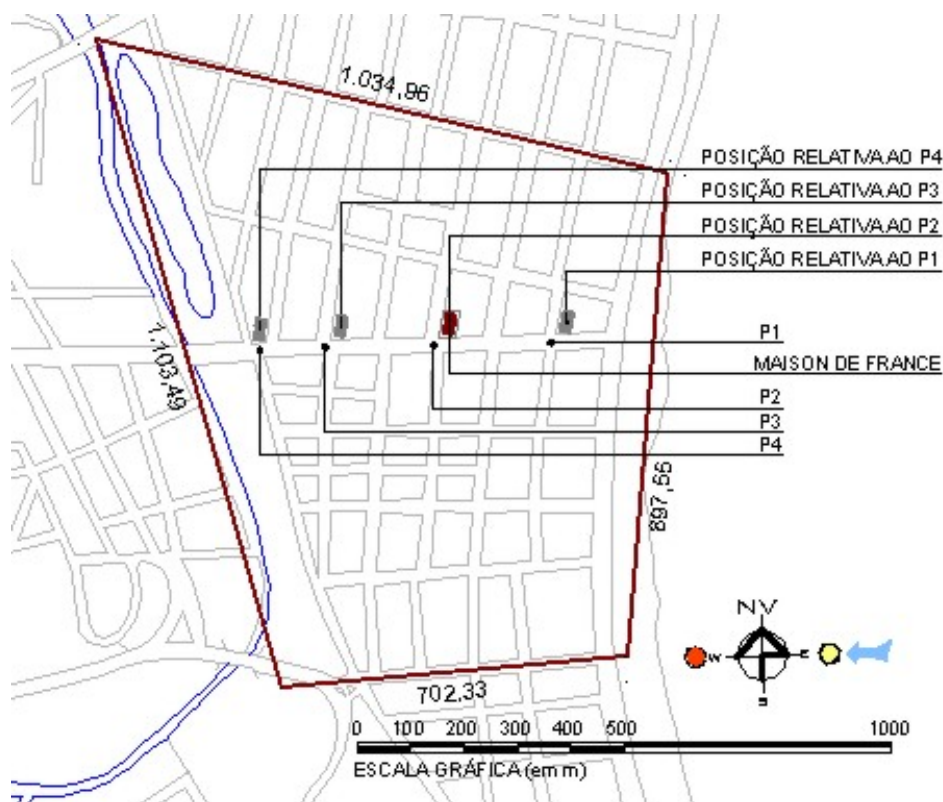 1.034,96
POSIÇÃO RELATIVA AO P4
POSIÇÃO RELATIVA AO P3
POSIÇÃO RELATIVA AO P2
POSIÇÃO RELATIVA AO P1
P1
MAISON DE FRANCE
1.103,49
P2
P3
P4
897,55
NV
W
E
S
702,33
0 100 200 300 400 500 1000
ESCALA GRÁFICA (em m)